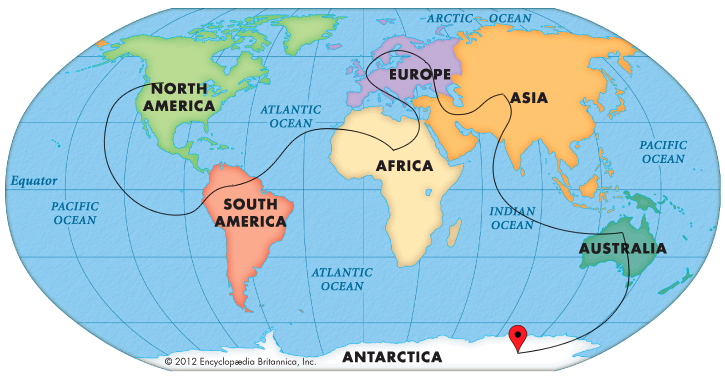 ARCTIC OCEAN
NORTH
AMERICA
EUROPE
ASIA
ATLANTIC
OCEAN
PACIFIC
OCEAN
AFRICA
Equator
PACIFIC
OCEAN
SOUTH
AMERICA
INDIAN
OCEAN
AUSTRALIA
ATLANTIC
OCEAN
ANTARCTICA
© 2012 Encyclopædia Britannica, Inc.